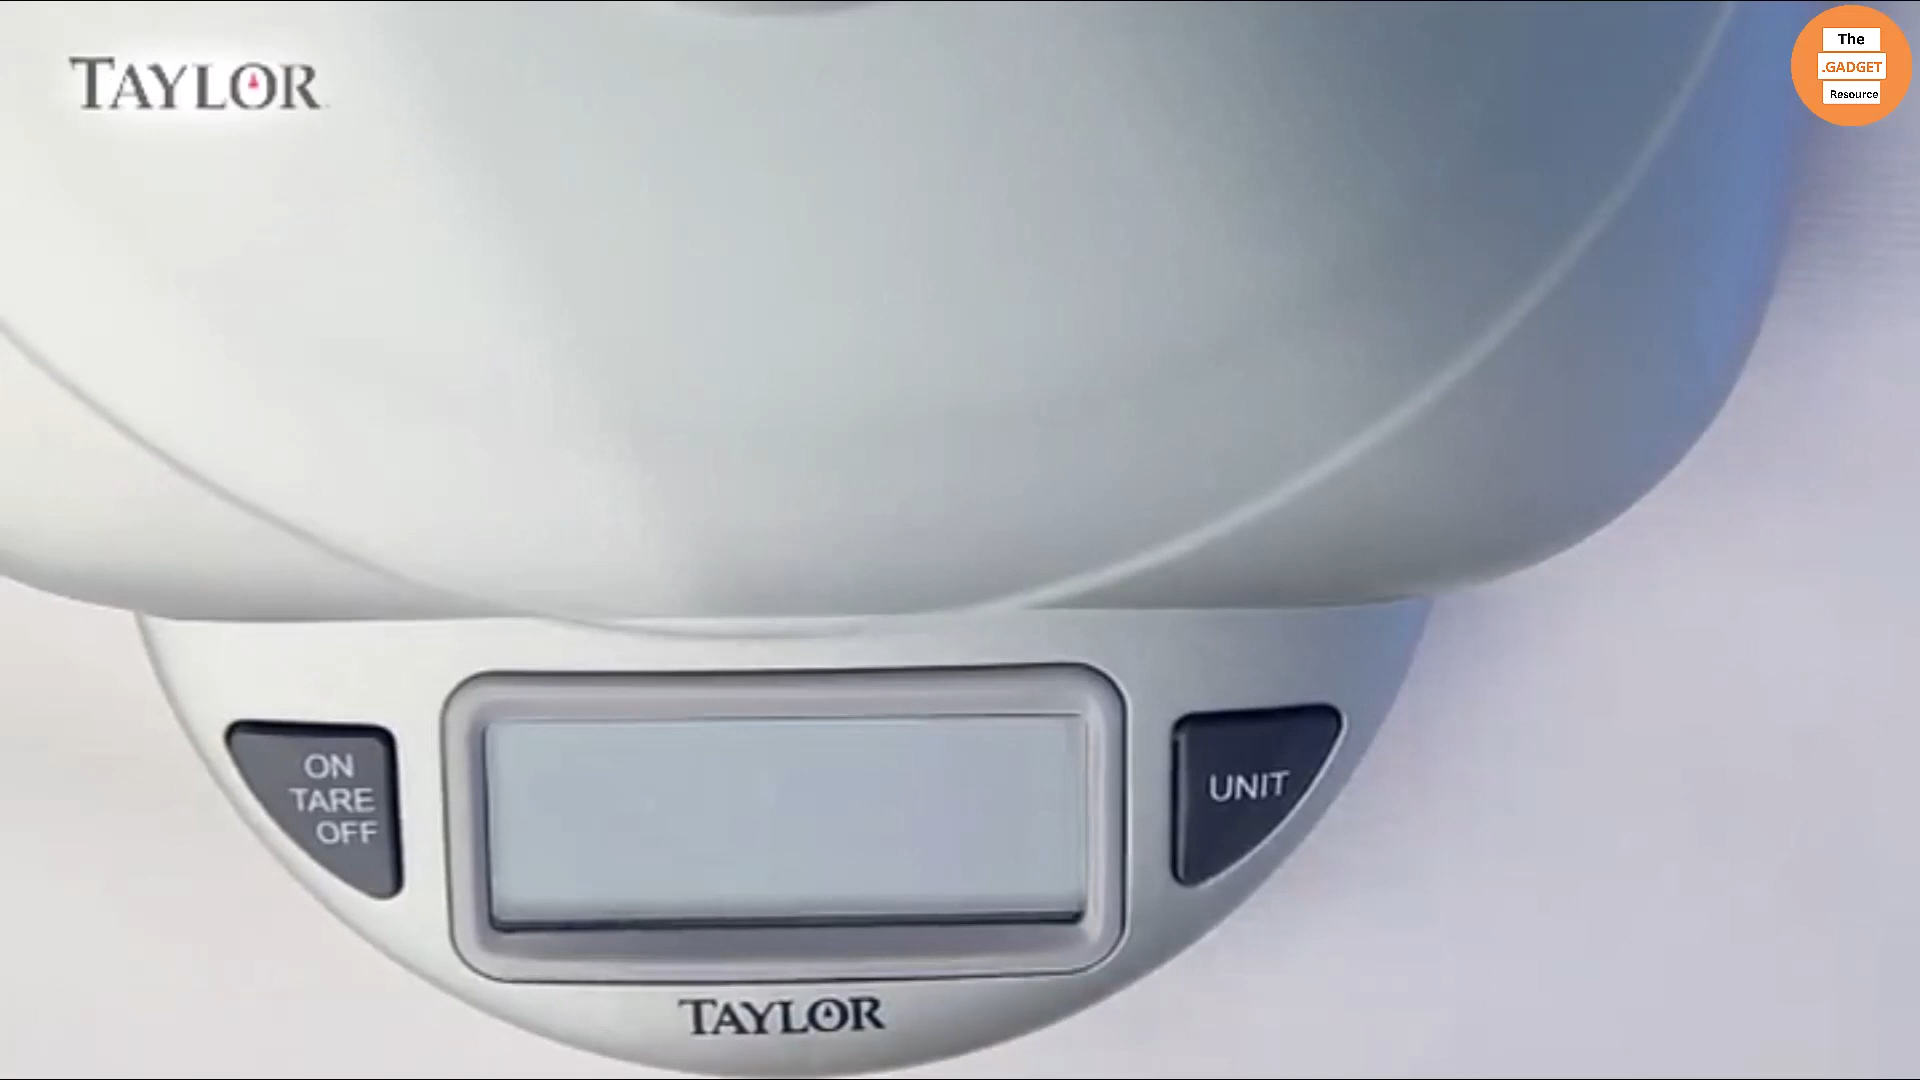 TAYLOR
The
.GADGET
Resource
ON
TARE
OFF
UNIT
TAYLOR